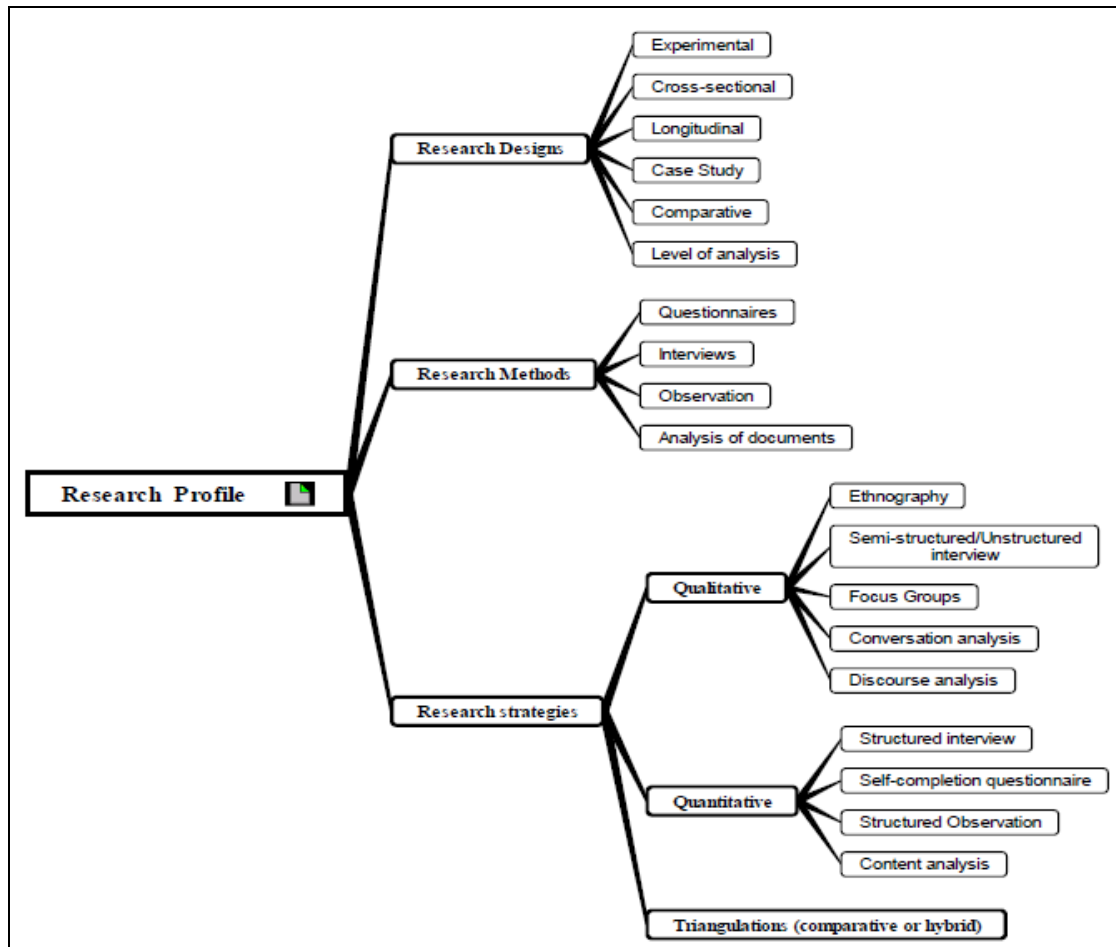 Research Profile
Research Designs
Experimental
Cross-sectional
Longitudinal
Case Study
Comparative
Level of analysis
Research Methods
Questionnaires
Interviews
Observation
Analysis of documents
Research strategies
Qualitative
Ethnography
Semi-structured/Unstructured
interview
Focus Groups
Conversation analysis
Discourse analysis
Quantitative
Structured interview
Self-completion questionnaire
Structured Observation
Content analysis
Triangulations (comparative or hybrid)